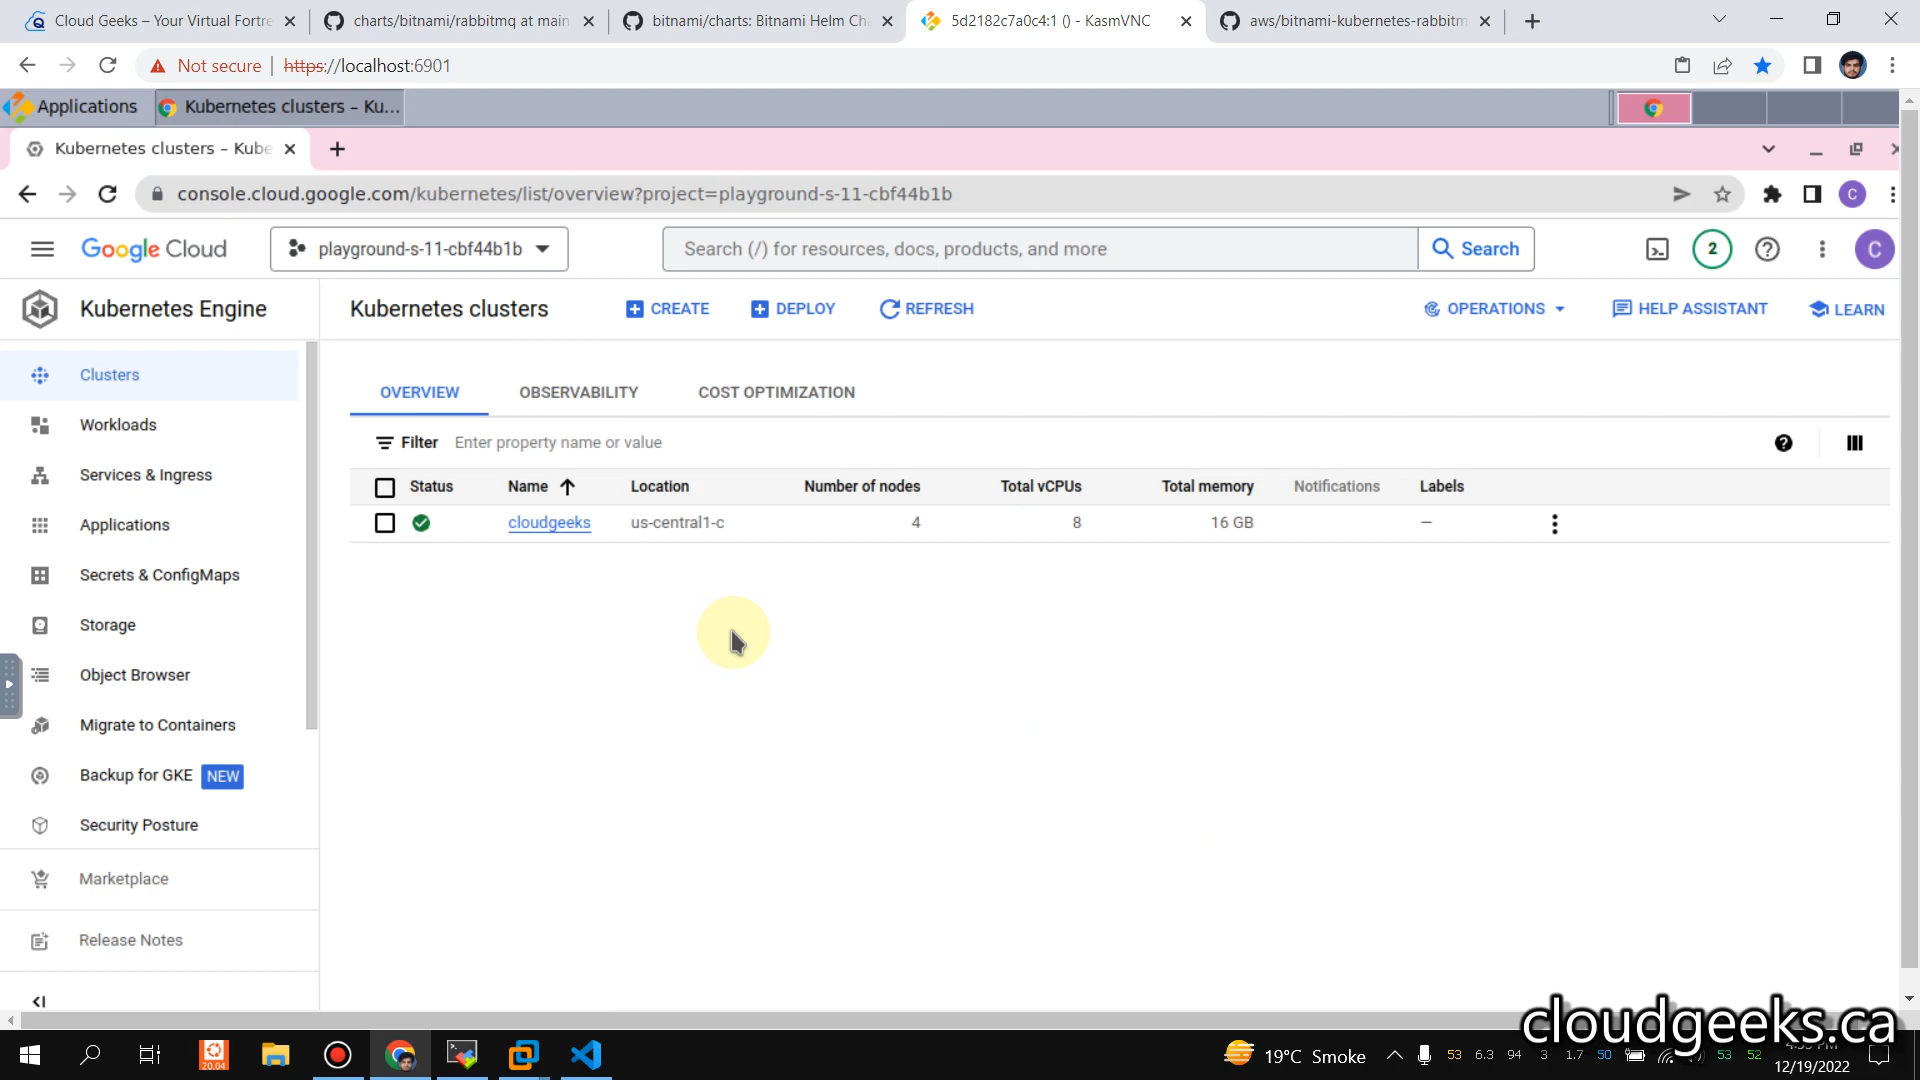 Cloud Geeks – Your Virtual Fortre
charts/bitnami/rabbitmq at main
bitnami/charts: Bitnami Helm Cha
5d2182c7a0c4:1 () - KasmVNC
aws/bitnami-kubernetes-rabbitm
Not secure
https://localhost:6901
Applications
Kubernetes clusters – Ku...
Kubernetes clusters – Kube
console.cloud.google.com/kubernetes/list/overview?project=playground-s-11-cbf44b1b
C
Google Cloud
playground-s-11-cbf44b1b
Search (/) for resources, docs, products, and more
Search
2
C
Kubernetes Engine
Kubernetes clusters
CREATE
DEPLOY
REFRESH
OPERATIONS
HELP ASSISTANT
LEARN
Clusters
Workloads
Services & Ingress
Applications
Secrets & ConfigMaps
Storage
Object Browser
Migrate to Containers
Backup for GKE NEW
Security Posture
Marketplace
Release Notes
OVERVIEW
OBSERVABILITY
COST OPTIMIZATION
Filter Enter property name or value
Status Name Location Number of nodes Total vCPUs Total memory Notifications Labels
cloudgeeks us-central1-c 4 8 16 GB —
cloudgeeks.ca
20.04
19°C Smoke
53 6.3 94 3 1.7 50
53 52
12/19/2022